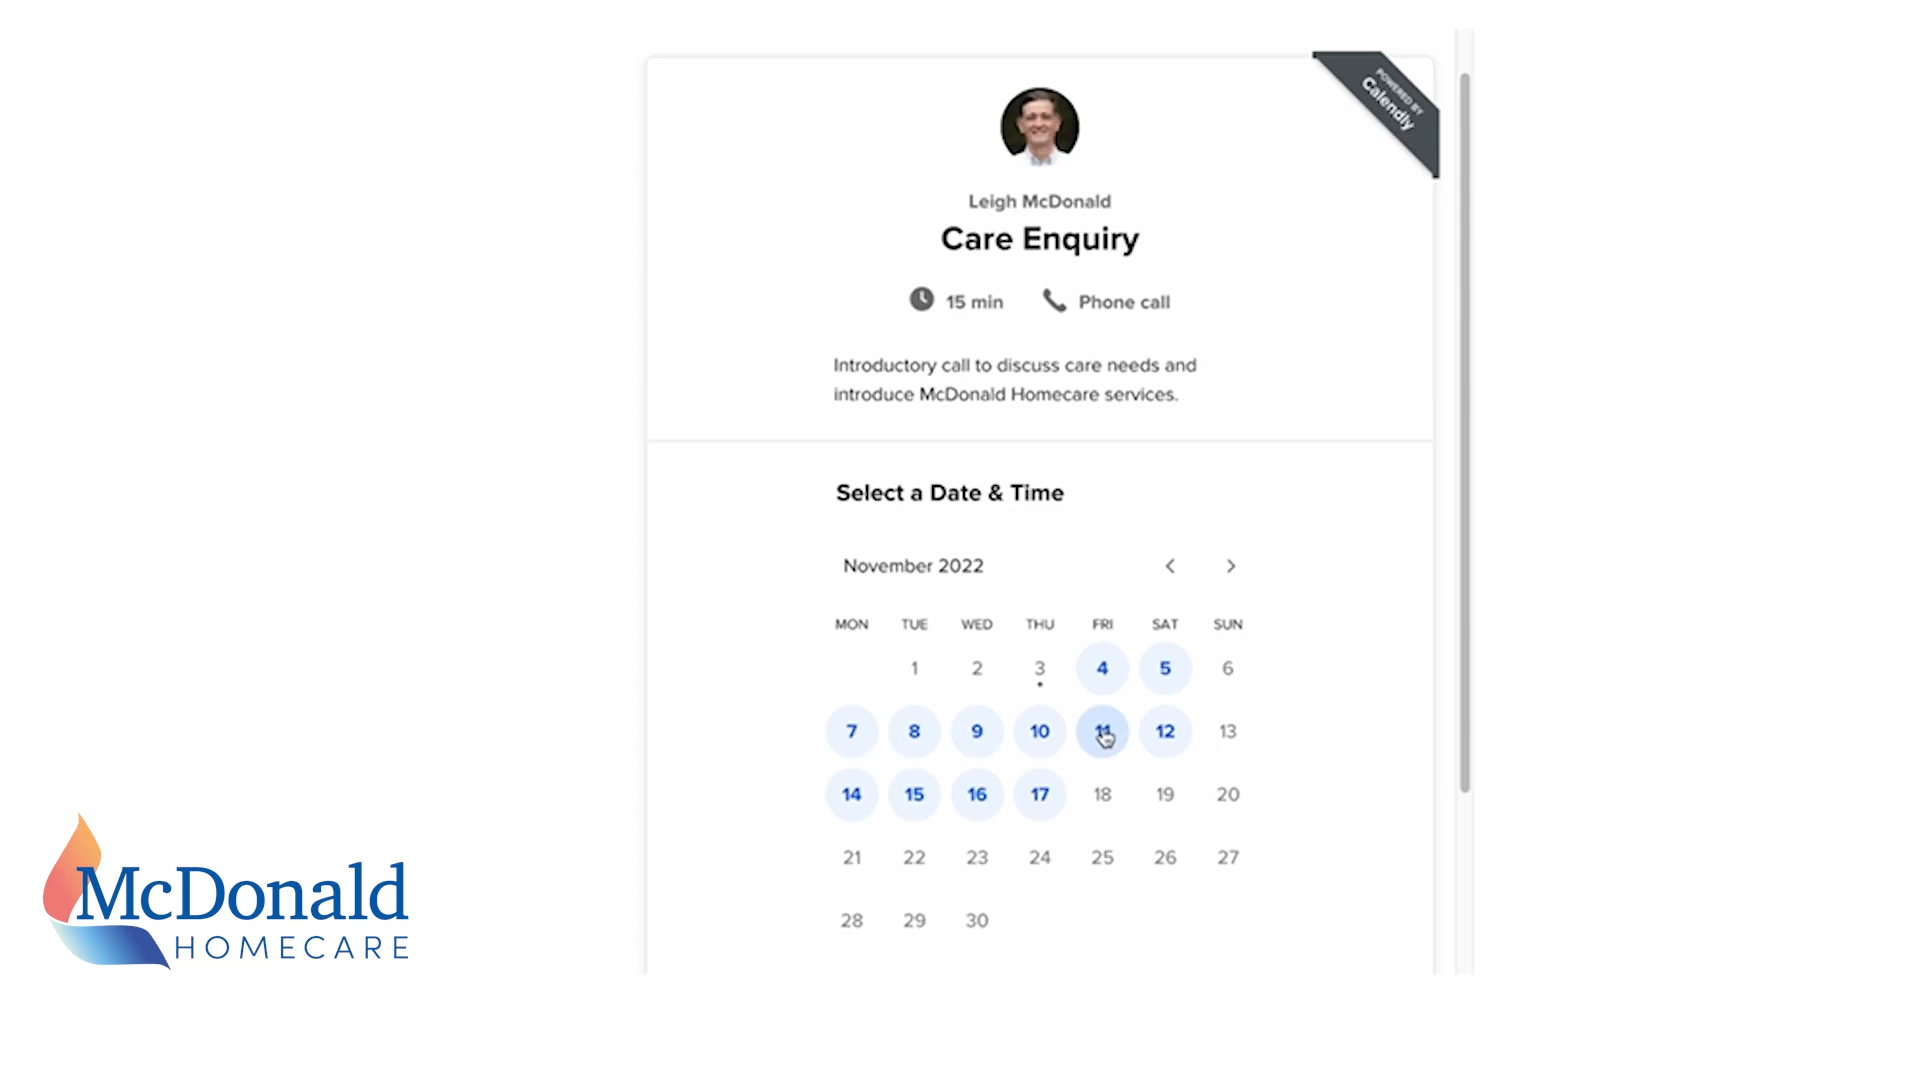 POWERED BY
Calendly
Leigh McDonald
Care Enquiry
15 min Phone call
Introductory call to discuss care needs and
introduce McDonald Homecare services.
Select a Date & Time
November 2022
MON TUE WED THU FRI SAT SUN
1 2 3 4 5 6
7 8 9 10 11 12 13
14 15 16 17 18 19 20
21 22 23 24 25 26 27
28 29 30
McDonald
HOMECARE